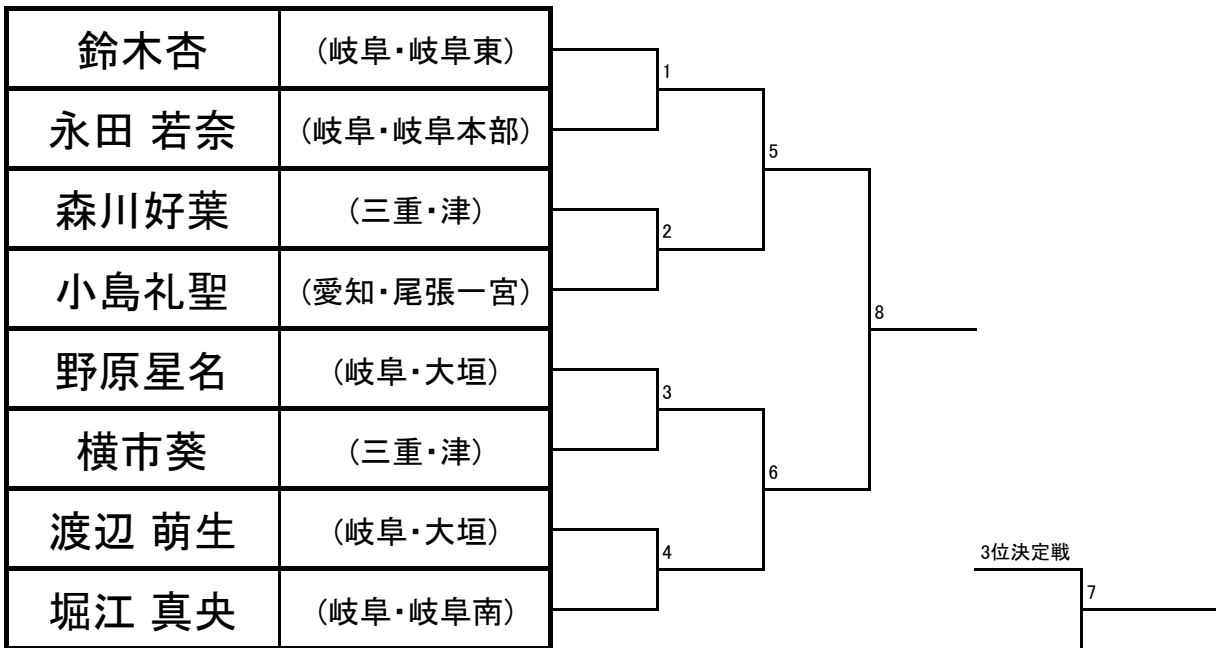 鈴木杏 (岐阜・岐阜東)
永田 若奈 (岐阜・岐阜本部)
森川好葉 (三重・津)
小島礼聖 (愛知・尾張一宮)
野原星名 (岐阜・大垣)
横市葵 (三重・津)
渡辺 萌生 (岐阜・大垣)
堀江 真央 (岐阜・岐阜南)
1
2
3
4
5
6
8
3位決定戦
7